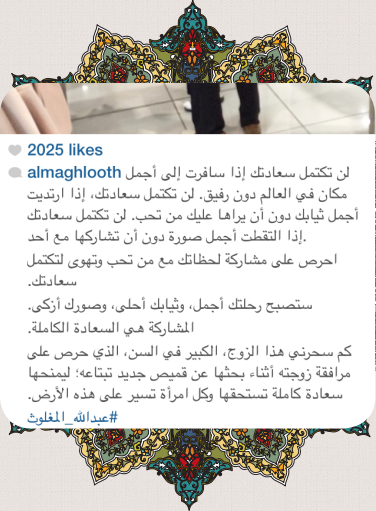 2025 likes
almaghlooth لن تكتمل سعادتك إذا سافرت إلى أجمل
مكان في العالم دون رفيق. لن تكتمل سعادتك، إذا ارتديت
أجمل ثيابك دون أن يراها عليك من تحب. لن تكتمل سعادتك
إذا التقطت أجمل صورة دون أن تشاركها مع أحد.
احرص على مشاركة لحظاتك مع من تحب وتهوى لتكتمل
سعادتك.
ستصبح رحلتك أجمل، وثيابك أحلى، وصورك أزكى.
المشاركة هي السعادة الكاملة.
كم سحرني هذا الزوج، الكبير في السن، الذي حرص على
مرافقة زوجته أثناء بحثها عن قميص جديد تبتاعه؛ ليمنحها
سعادة كاملة تستحقها وكل امرأة تسير على هذه الأرض.
#عبدالله_المغلوث